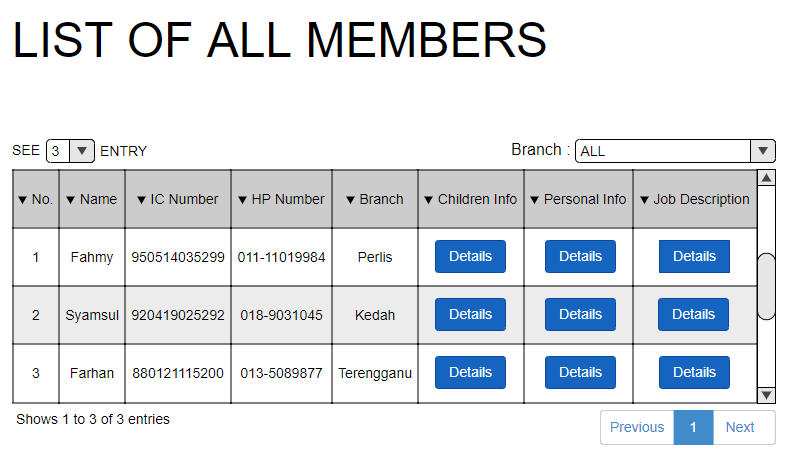 LIST OF ALL MEMBERS
SEE 3 ENTRY Branch : ALL
No. Name IC Number HP Number Branch Children Info Personal Info Job Description
1 Fahmy 950514035299 011-11019984 Perlis Details Details Details
2 Syamsul 920419025292 018-9031045 Kedah Details Details Details
3 Farhan 880121115200 013-5089877 Terengganu Details Details Details
Shows 1 to 3 of 3 entries Previous 1 Next